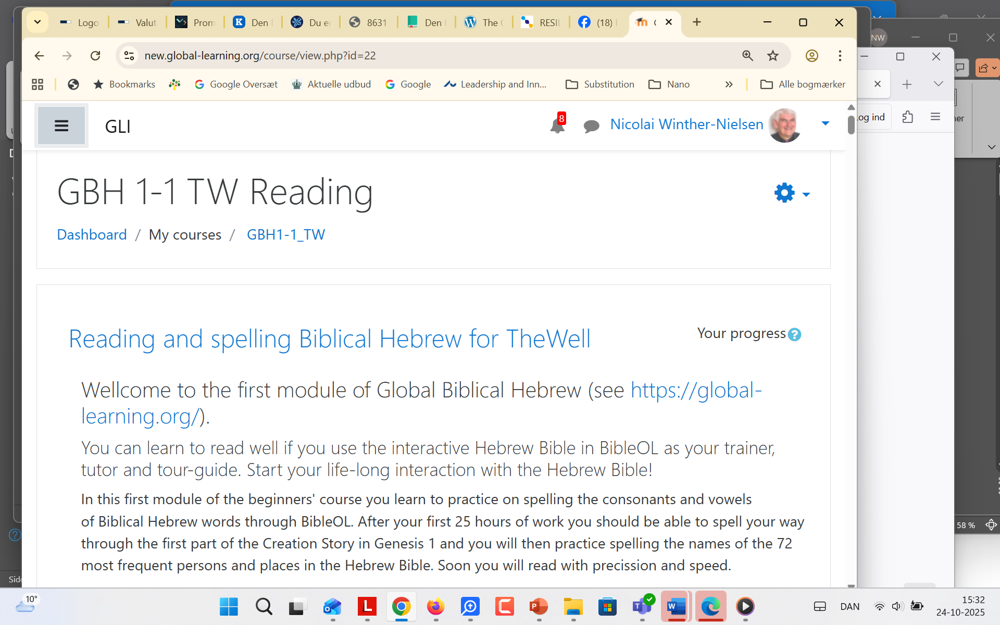 Logo
Valut
Prom
Den
Du er
8631
Den
The
RESIL
(18)
new.global-learning.org/course/view.php?id=22
Bookmarks
Google Oversæt
Aktuelle udbud
Google
Leadership and Inn...
Substitution
Nano
Alle bogmærker
NW
GLI
8
Nicolai Winther-Nielsen
og ind
GBH 1-1 TW Reading
Dashboard / My courses / GBH1-1_TW
Reading and spelling Biblical Hebrew for TheWell
Your progress
Wellcome to the first module of Global Biblical Hebrew (see https://global-
learning.org/).
You can learn to read well if you use the interactive Hebrew Bible in BibleOL as your trainer,
tutor and tour-guide. Start your life-long interaction with the Hebrew Bible!
In this first module of the beginners' course you learn to practice on spelling the consonants and vowels
of Biblical Hebrew words through BibleOL. After your first 25 hours of work you should be able to spell your way
through the first part of the Creation Story in Genesis 1 and you will then practice spelling the names of the 72
most frequent persons and places in the Hebrew Bible. Soon you will read with precission and speed.
58 %
Side
10°
DAN
15:32
24-10-2025